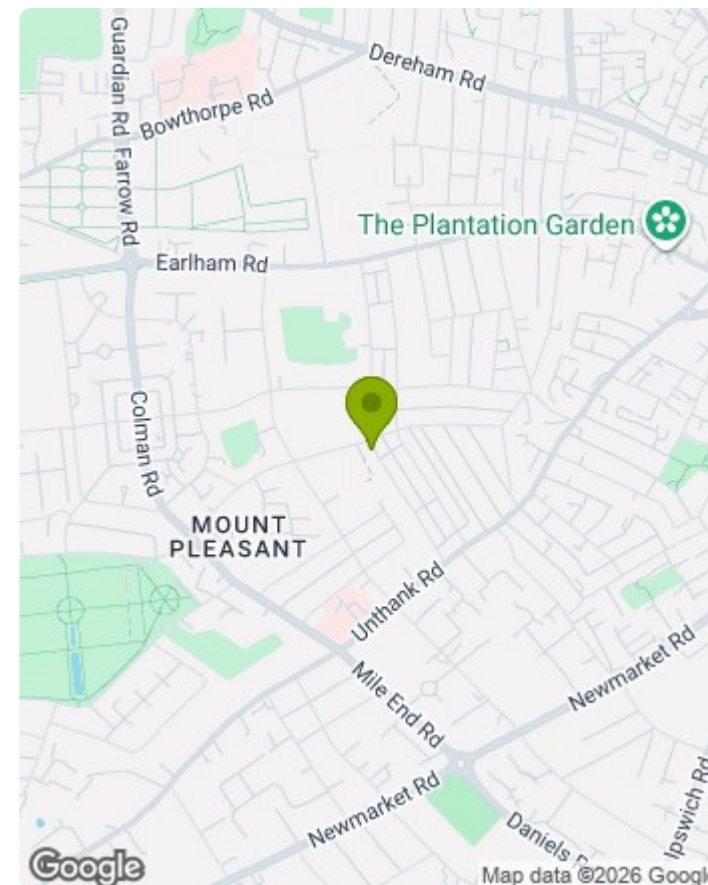 Guardian Rd
Dereham Rd
Bowthorpe Rd
Farrow Rd
The Plantation Garden
Earlham Rd
Colman Rd
MOUNT
PLEASANT
Unthank Rd
Newmarket Rd
Mile End Rd
Newmarket Rd
Ipswich Rd
Daniels
Google
Map data ©2026 Google